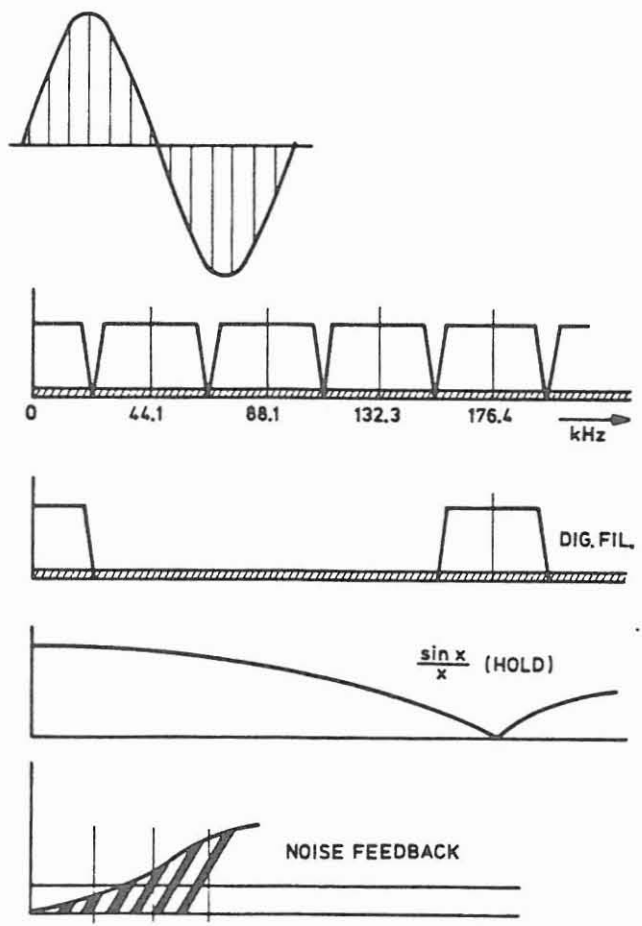 0 44.1 88.1 132.3 176.4
kHz
DIG. FIL.
sin x
x (HOLD)
NOISE FEEDBACK